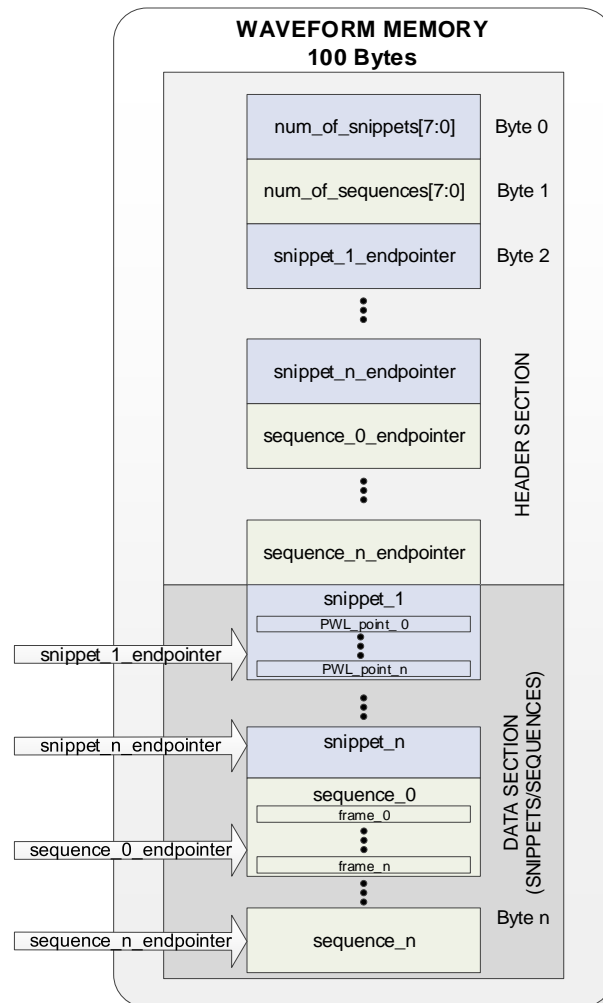 WAVEFORM MEMORY
100 Bytes
num_of_snippets[7:0]
Byte 0
num_of_sequences[7:0]
Byte 1
snippet_1_endpointer
Byte 2
snippet_n_endpointer
sequence_0_endpointer
sequence_n_endpointer
HEADER SECTION
snippet_1
PWL_point_ 0
snippet_1_endpointer
PWL_point_n
snippet_n_endpointer
snippet_n
sequence_0
frame_0
sequence_0_endpointer
frame_n
DATA SECTION
(SNIPPETS/SEQUENCES)
Byte n
sequence_n_endpointer
sequence_n